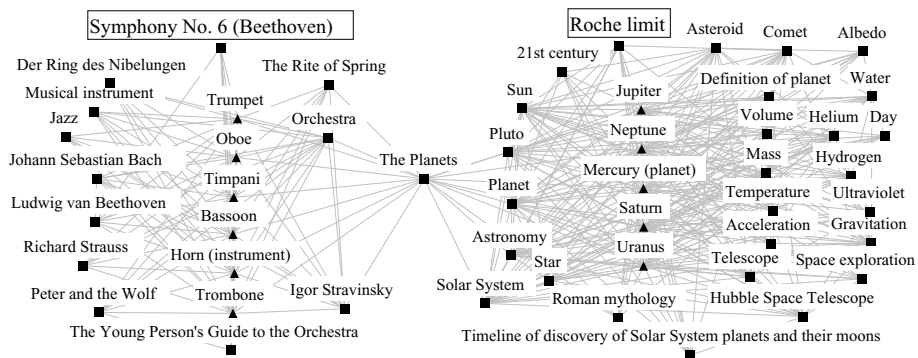 Symphony No. 6 (Beethoven)
Roche limit
Asteroid
Comet
Albedo
21st century
Der Ring des Nibelungen
The Rite of Spring
Musical instrument
Trumpet
Sun
Jupiter
Definition of planet
Water
Jazz
Oboe
Orchestra
Pluto
Neptune
Volume
Helium
Day
Johann Sebastian Bach
Timpani
The Planets
Mercury (planet)
Mass
Hydrogen
Planet
Ludwig van Beethoven
Bassoon
Saturn
Temperature
Ultraviolet
Richard Strauss
Horn (instrument)
Astronomy
Uranus
Acceleration
Gravitation
Star
Telescope
Space exploration
Peter and the Wolf
Trombone
Igor Stravinsky
Solar System
Roman mythology
Hubble Space Telescope
The Young Person's Guide to the Orchestra
Timeline of discovery of Solar System planets and their moons